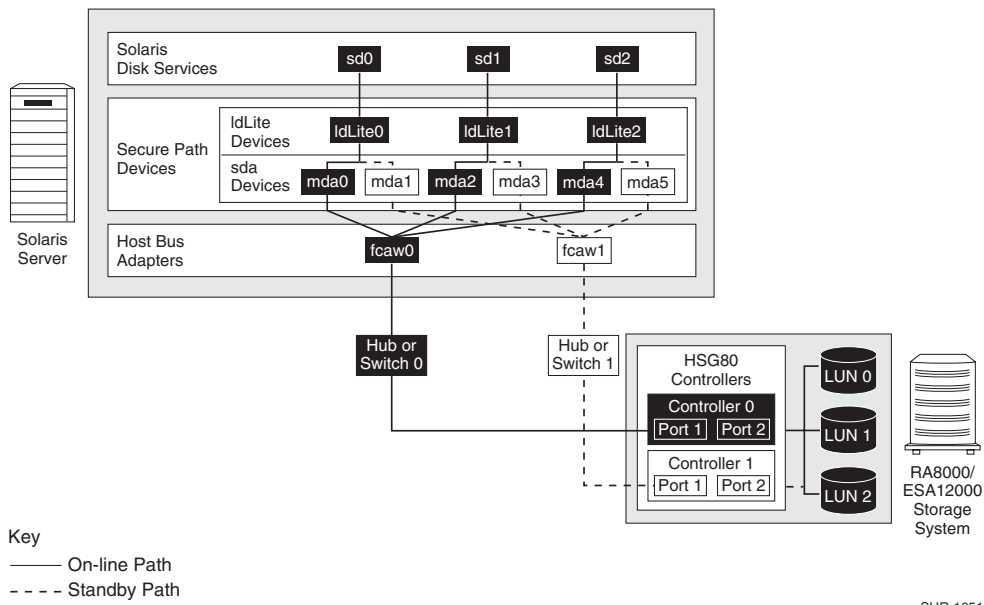 Solaris
Disk Services
sd0
sd1
sd2
Secure Path
Devices
ldLite
Devices
ldLite0
ldLite1
ldLite2
sda
Devices
mda0
mda1
mda2
mda3
mda4
mda5
Solaris
Server
Host Bus
Adapters
fcaw0
fcaw1
Hub or
Switch 0
Hub or
Switch 1
HSG80
Controllers
Controller 0
Port 1
Port 2
Controller 1
Port 1
Port 2
LUN 0
LUN 1
LUN 2
RA8000/
ESA12000
Storage
System
Key
On-line Path
Standby Path